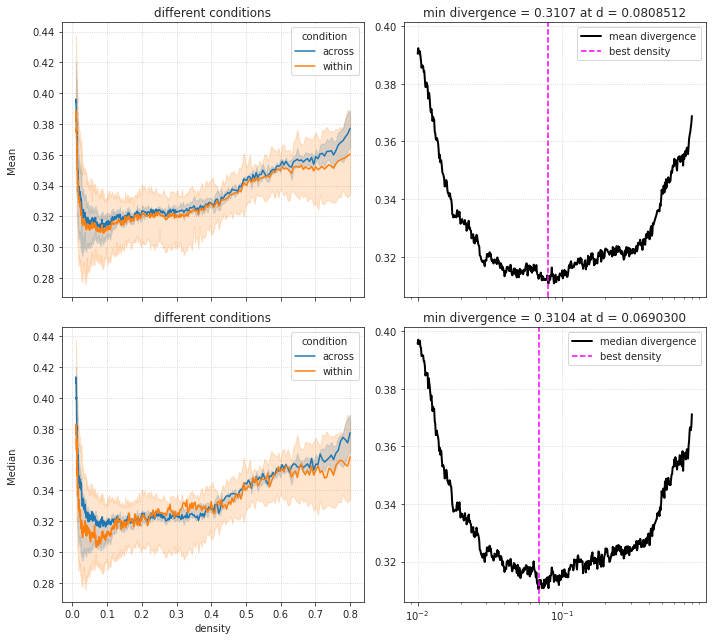 different conditions
min divergence = 0.3107 at d = 0.0808512
Mean
0.44
0.42
0.40
0.38
0.36
0.34
0.32
0.30
0.28
condition
across
within
0.40
0.38
0.36
0.34
0.32
mean divergence
best density
different conditions
min divergence = 0.3104 at d = 0.0690300
Median
0.44
0.42
0.40
0.38
0.36
0.34
0.32
0.30
0.28
condition
across
within
0.0 0.1 0.2 0.3 0.4 0.5 0.6 0.7 0.8
density
0.40
0.38
0.36
0.34
0.32
median divergence
best density
10⁻² 10⁻¹